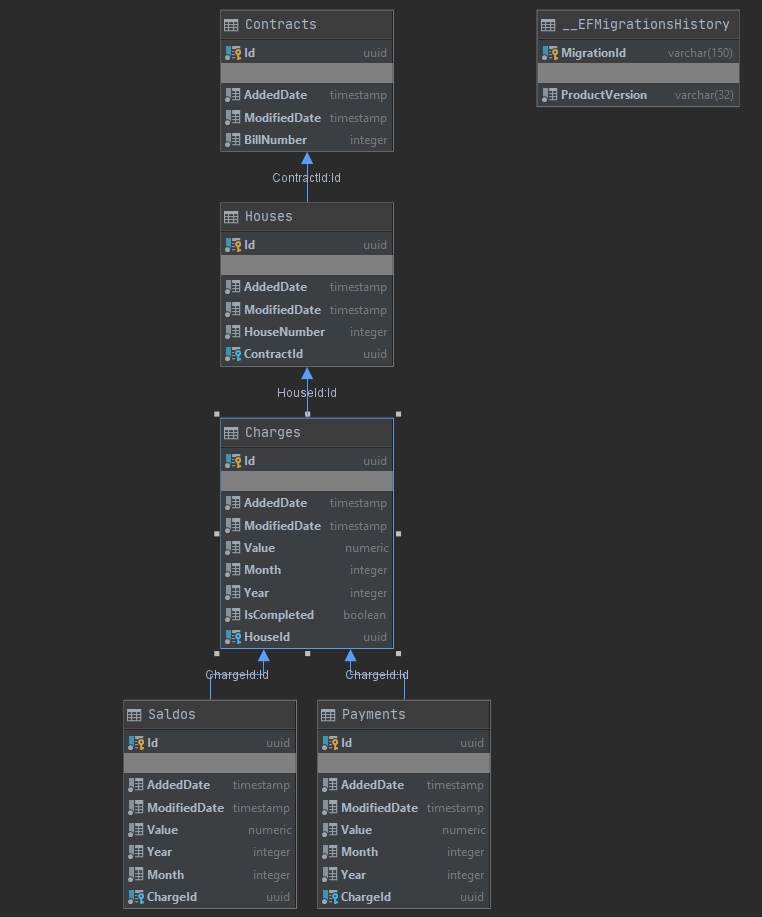 Contracts
Id uuid
AddedDate timestamp
ModifiedDate timestamp
BillNumber integer
__EFMigrationsHistory
MigrationId varchar(150)
ProductVersion varchar(32)
ContractId:Id
Houses
Id uuid
AddedDate timestamp
ModifiedDate timestamp
HouseNumber integer
ContractId uuid
HouseId:Id
Charges
Id uuid
AddedDate timestamp
ModifiedDate timestamp
Value numeric
Month integer
Year integer
IsCompleted boolean
HouseId uuid
ChargeId:Id
ChargeId:Id
Saldos
Id uuid
AddedDate timestamp
ModifiedDate timestamp
Value numeric
Year integer
Month integer
ChargeId uuid
Payments
Id uuid
AddedDate timestamp
ModifiedDate timestamp
Value numeric
Month integer
Year integer
ChargeId uuid